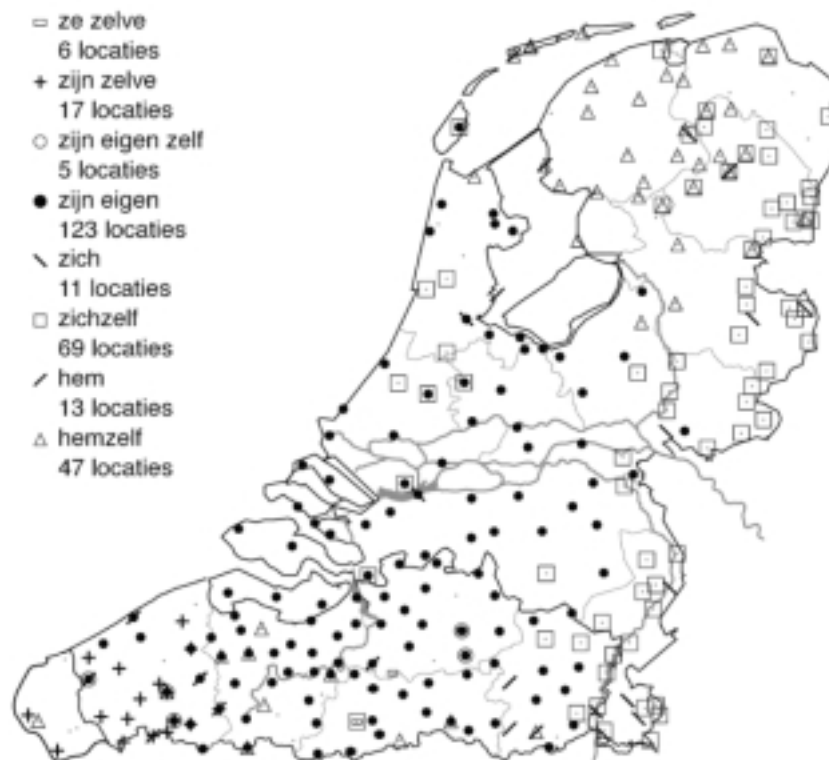 ze zelve
6 locaties
zijn zelve
17 locaties
zijn eigen zelf
5 locaties
zijn eigen
123 locaties
zich
11 locaties
zichzelf
69 locaties
hem
13 locaties
hemzelf
47 locaties